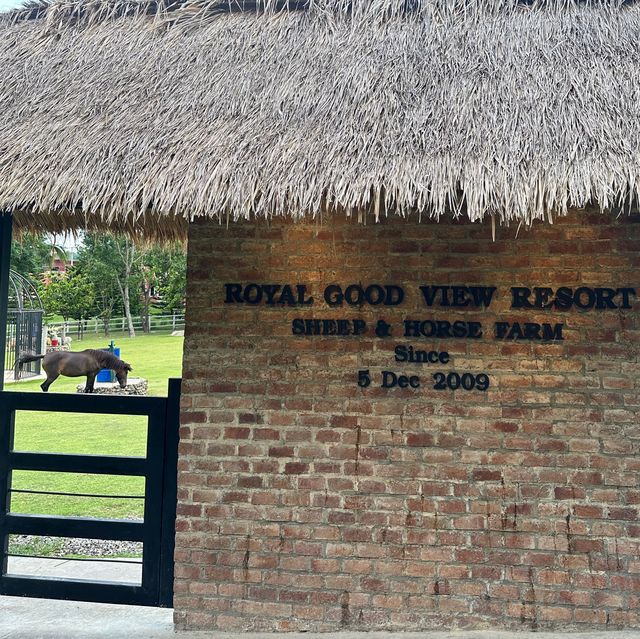 ROYAL GOOD VIEW RESORT
SHEEP & HORSE FARM
Since
5 Dec 2009